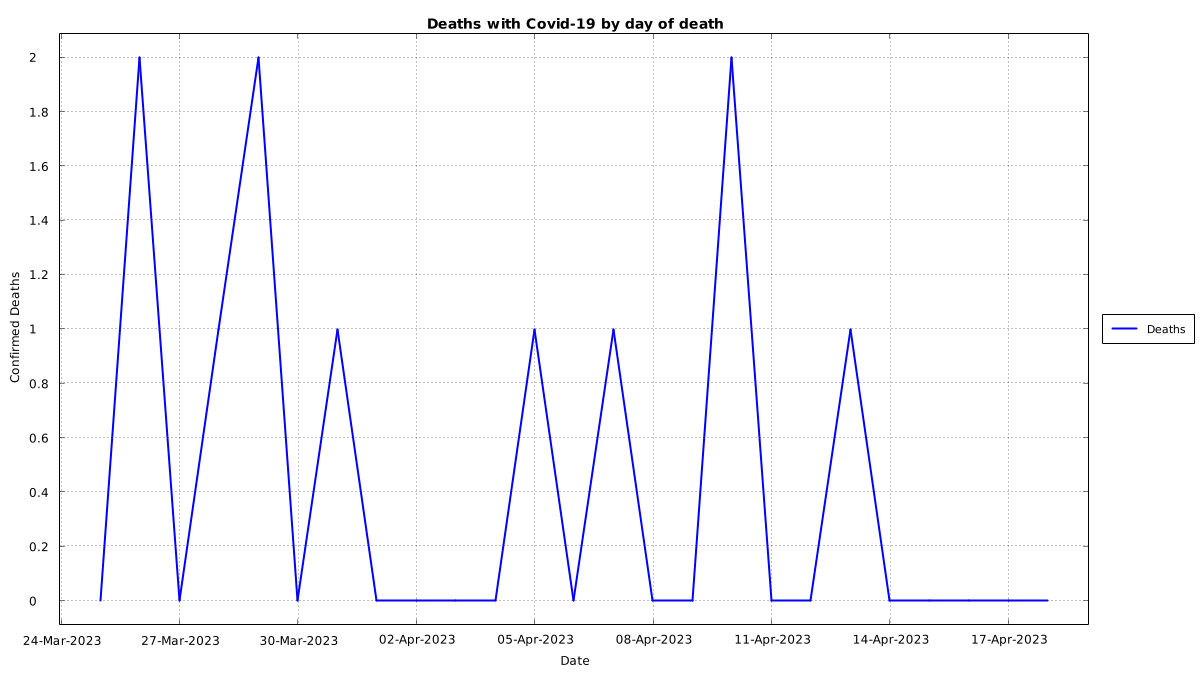 Deaths with Covid-19 by day of death
Confirmed Deaths
2
1.8
1.6
1.4
1.2
1
0.8
0.6
0.4
0.2
0
24-Mar-2023 27-Mar-2023 30-Mar-2023 02-Apr-2023 05-Apr-2023 08-Apr-2023 11-Apr-2023 14-Apr-2023 17-Apr-2023
Date
Deaths